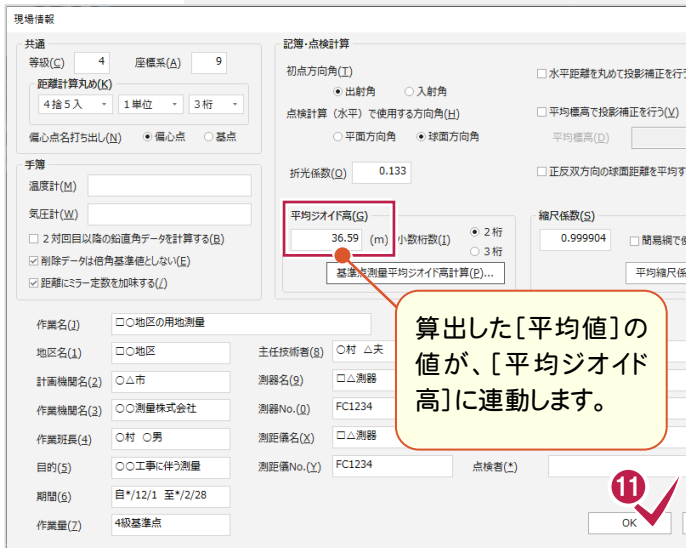 現場情報
共通
等級(C) 4 座標系(A) 9
距離計算丸め(K)
4捨5入 1単位 3桁
偏心点名打ち出し(N) 偏心点 基点
手簿
温度計(M)
気圧計(W)
2対回目以降の鉛直角データを計算する(B)
削除データは倍角基準値としない(E)
距離にミラー定数を加味する(/)
記簿・点検計算
初点方向角(T)
出射角 入射角
点検計算(水平)で使用する方向角(H)
平面方向角 球面方向角
折光係数(O) 0.133
水平距離を丸めて投影補正を行う
平均標高で投影補正を行う(V)
平均標高(D)
正反双方向の球面距離を平均す
平均ジオイド高(G)
36.59 (m) 小数桁数(I) 2桁
3桁
基準点測量平均ジオイド高計算(P)...
縮尺係数(S)
0.999904 簡易網で使
平均縮尺係
算出した[平均値]の
値が、[平均ジオイド
高]に連動します。
作業名(J) □○地区の用地測量
地区名(1) □○地区 主任技術者(8) ○村 △夫
計画機関名(2) ○△市 測器名(9) □△測器
作業機関名(3) ○○測量株式会社 測器No.(0) FC1234
作業班長(4) ○村 ○男 測距儀名(X) □△測器
目的(5) ○○工事に伴う測量 測距儀No.(Y) FC1234 点検者(*)
期間(6) 自*/12/1 至*/2/28
作業量(7) 4級基準点
11
OK